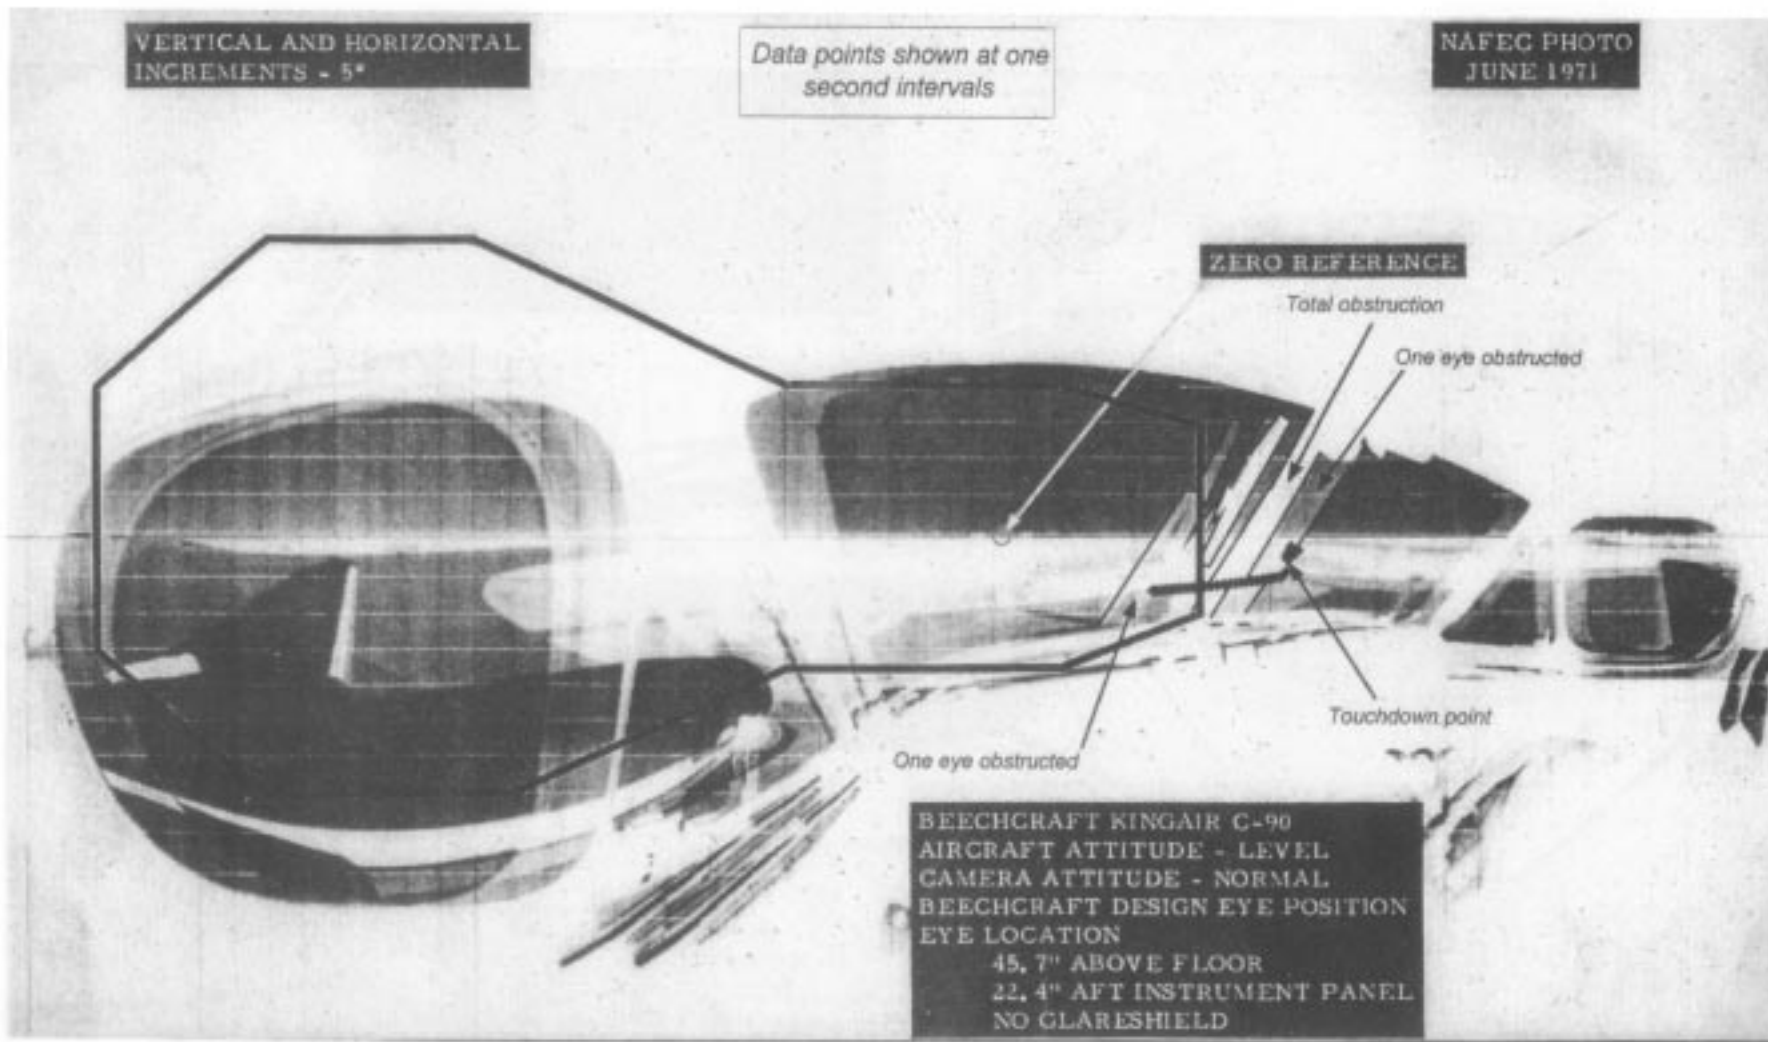 VERTICAL AND HORIZONTAL
INCREMENTS - 5°
Data points shown at one
second intervals
NAFEC PHOTO
JUNE 1971
ZERO REFERENCE
Total obstruction
One eye obstructed
Touchdown point
One eye obstructed
BEECHCRAFT KINGAIR C-90
AIRCRAFT ATTITUDE - LEVEL
CAMERA ATTITUDE - NORMAL
BEECHCRAFT DESIGN EYE POSITION
EYE LOCATION
45.7" ABOVE FLOOR
22.4" AFT INSTRUMENT PANEL
NO GLARESHIELD